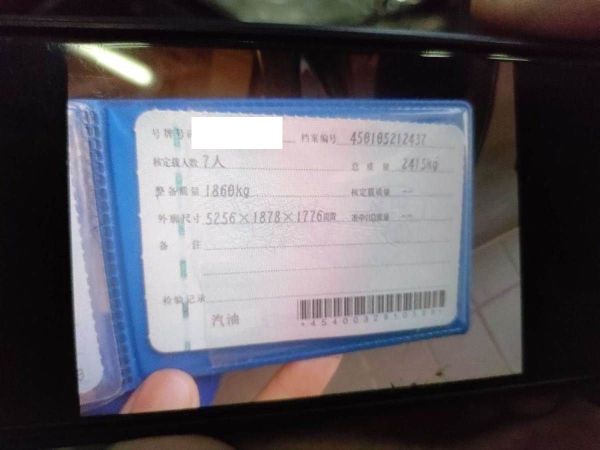 号牌号码 档案编号 450105212437
核定载人数 7人 总质量 2415kg
整备质量 1860kg 核定载质量 --
外廓尺寸 5256×1878×1776mm 准牵引总质量 --
备注
检验记录
汽油